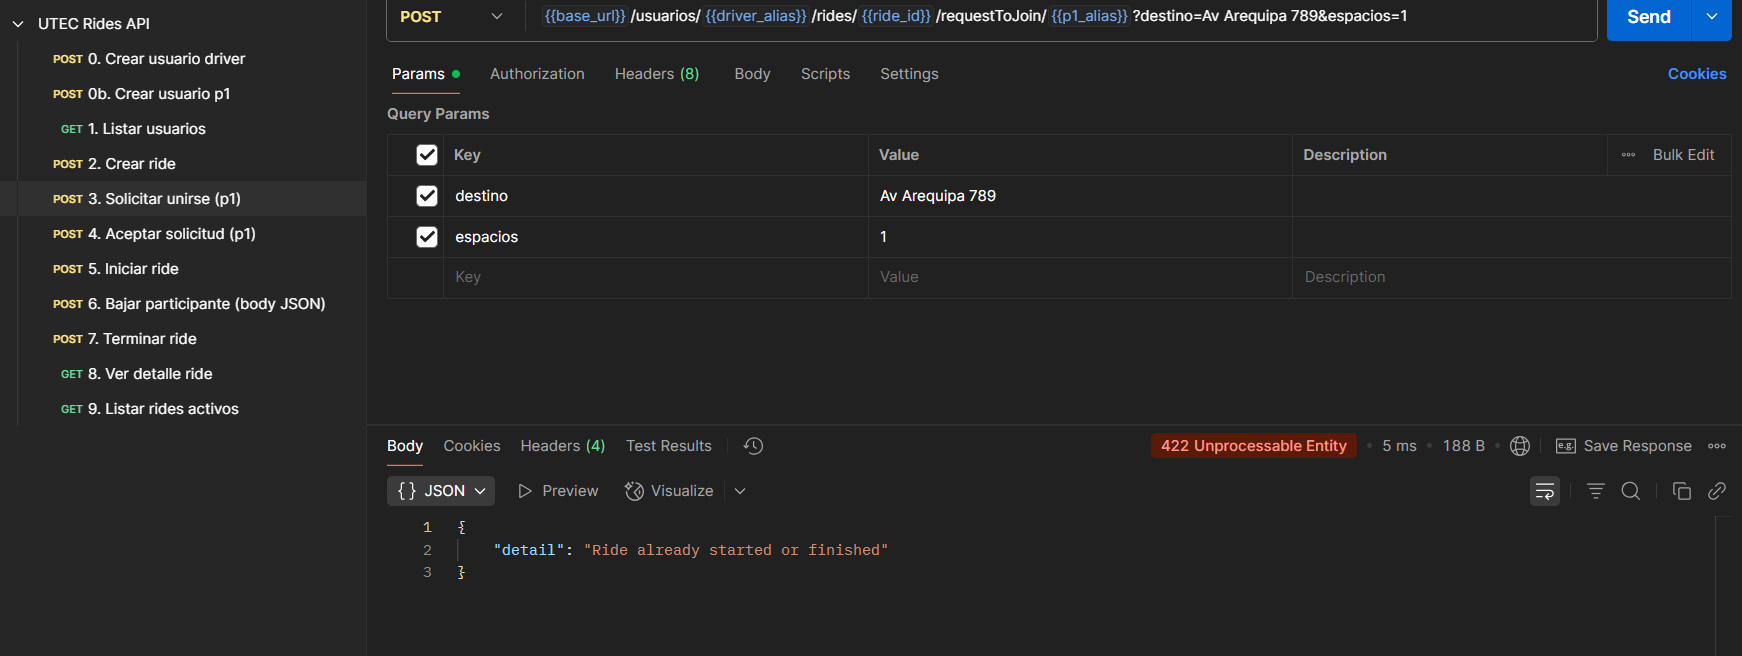 UTEC Rides API
POST 0. Crear usuario driver
POST 0b. Crear usuario p1
GET 1. Listar usuarios
POST 2. Crear ride
POST 3. Solicitar unirse (p1)
POST 4. Aceptar solicitud (p1)
POST 5. Iniciar ride
POST 6. Bajar participante (body JSON)
POST 7. Terminar ride
GET 8. Ver detalle ride
GET 9. Listar rides activos
POST {{base_url}} /usuarios/ {{driver_alias}} /rides/ {{ride_id}} /requestToJoin/ {{p1_alias}} ?destino=Av Arequipa 789&espacios=1 Send
Params Authorization Headers (8) Body Scripts Settings Cookies
Query Params
Key Value Description Bulk Edit
destino Av Arequipa 789
espacios 1
Key Value Description
Body Cookies Headers (4) Test Results 422 Unprocessable Entity 5 ms 188 B e.g. Save Response
{} JSON Preview Visualize
1 {
2 "detail": "Ride already started or finished"
3 }